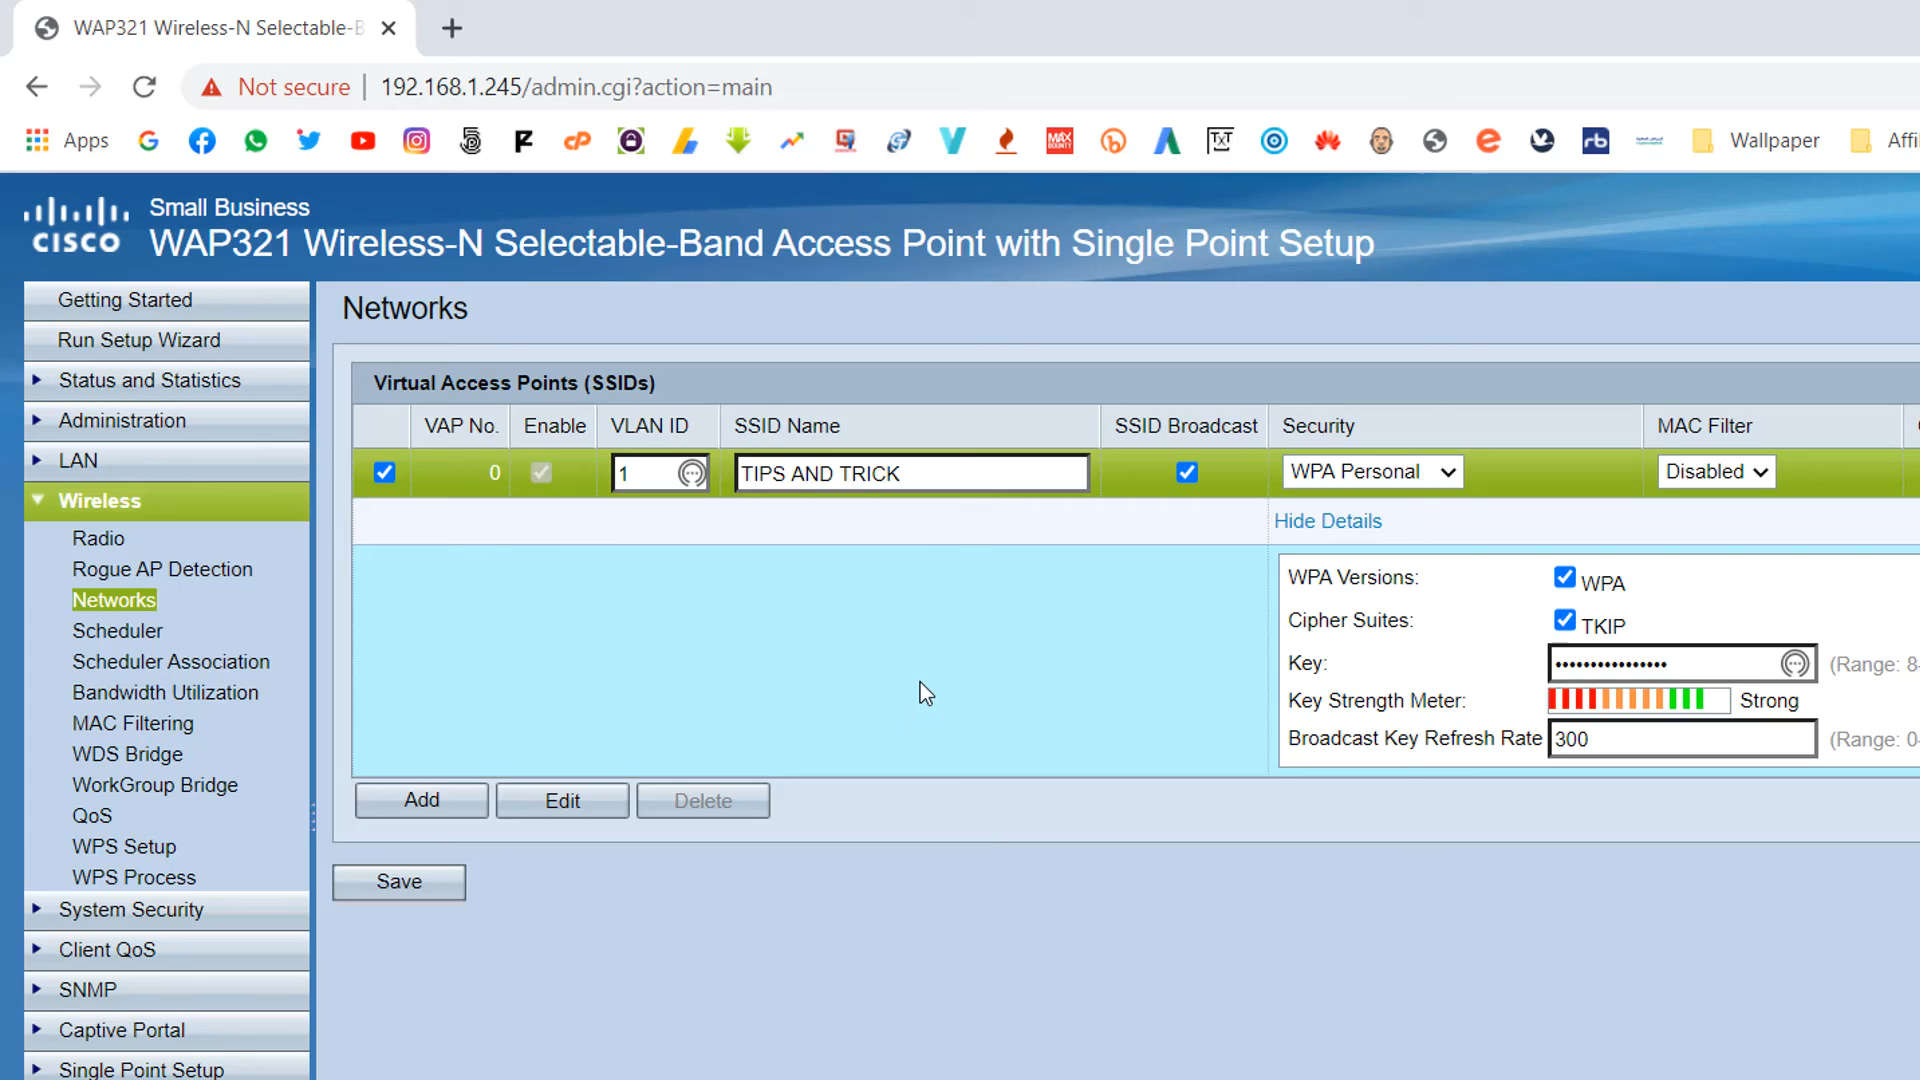 WAP321 Wireless-N Selectable-B
Not secure | 192.168.1.245/admin.cgi?action=main
Apps Wallpaper Affi
CISCO
Small Business
WAP321 Wireless-N Selectable-Band Access Point with Single Point Setup
Getting Started
Run Setup Wizard
Status and Statistics
Administration
LAN
Wireless
Radio
Rogue AP Detection
Networks
Scheduler
Scheduler Association
Bandwidth Utilization
MAC Filtering
WDS Bridge
WorkGroup Bridge
QoS
WPS Setup
WPS Process
System Security
Client QoS
SNMP
Captive Portal
Single Point Setup
Networks
Virtual Access Points (SSIDs)
VAP No. Enable VLAN ID SSID Name SSID Broadcast Security MAC Filter
0 1 TIPS AND TRICK WPA Personal Disabled
Hide Details
WPA Versions: WPA
Cipher Suites: TKIP
Key: •••••••••••••••• (Range: 8-
Key Strength Meter: Strong
Broadcast Key Refresh Rate 300 (Range: 0-
Add Edit Delete
Save